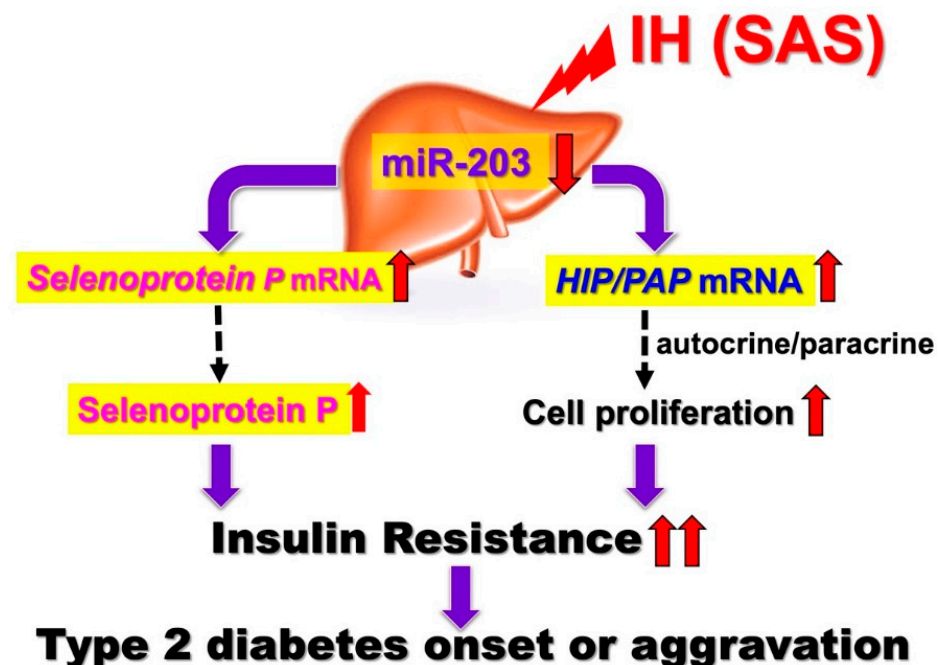 IH (SAS)
miR-203
Selenoprotein P mRNA
HIP/PAP mRNA
autocrine/paracrine
Selenoprotein P
Cell proliferation
Insulin Resistance
Type 2 diabetes onset or aggravation